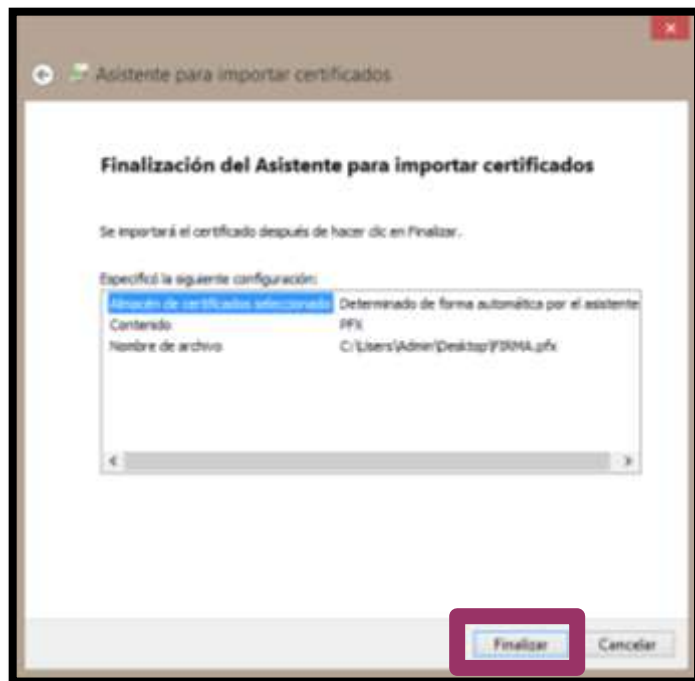 Asistente para importar certificados
Finalización del Asistente para importar certificados
Se importará el certificado después de hacer clic en Finalizar.
Especificó la siguiente configuración:
Almacén de certificados seleccionado Determinado de forma automática por el asistente
Contenido PFX
Nombre de archivo C:\Users\Admin\Desktop\FIRMA.pfx
Finalizar Cancelar